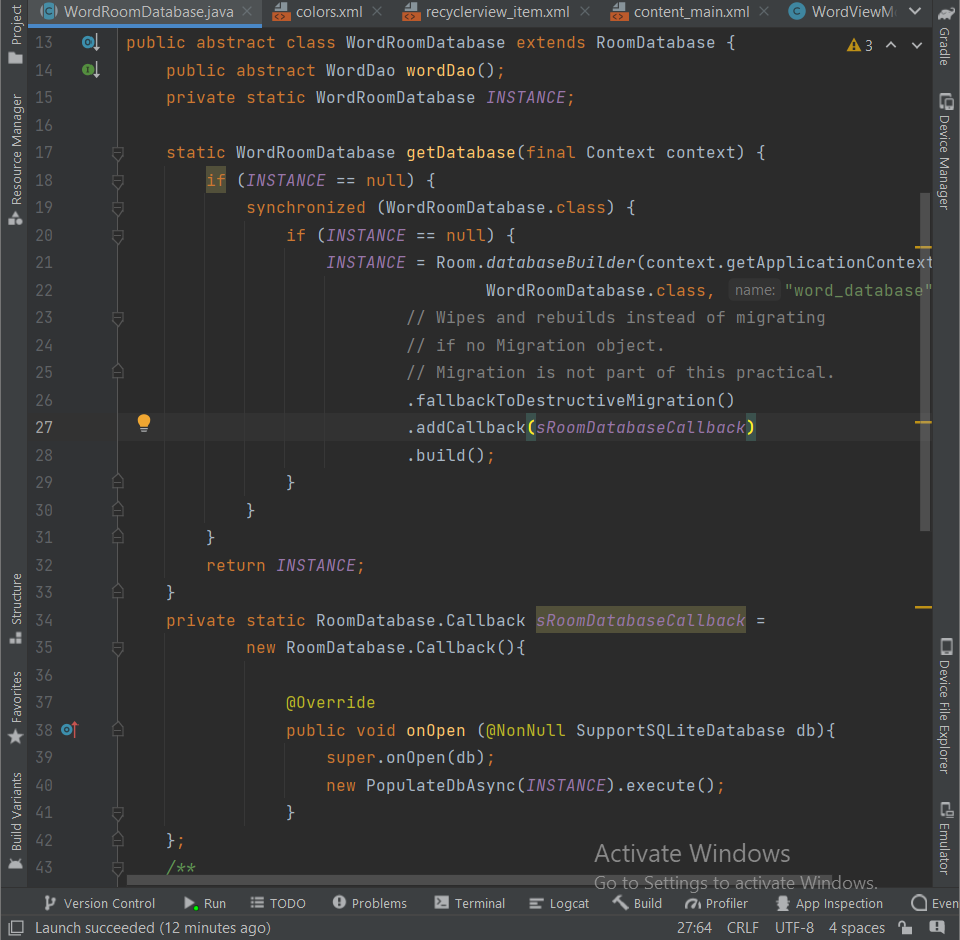 WordRoomDatabase.java colors.xml recyclerview_item.xml content_main.xml WordViewM
Project
Resource Manager
Structure
Favorites
Build Variants
13 public abstract class WordRoomDatabase extends RoomDatabase { 3
14 public abstract WordDao wordDao();
15 private static WordRoomDatabase INSTANCE;
16
17 static WordRoomDatabase getDatabase(final Context context) {
18 if (INSTANCE == null) {
19 synchronized (WordRoomDatabase.class) {
20 if (INSTANCE == null) {
21 INSTANCE = Room.databaseBuilder(context.getApplicationContext
22 WordRoomDatabase.class, name: "word_database"
23 // Wipes and rebuilds instead of migrating
24 // if no Migration object.
25 // Migration is not part of this practical.
26 .fallbackToDestructiveMigration()
27 .addCallback(sRoomDatabaseCallback)
28 .build();
29 }
30 }
31 }
32 return INSTANCE;
33 }
34 private static RoomDatabase.Callback sRoomDatabaseCallback =
35 new RoomDatabase.Callback(){
36
37 @Override
38 public void onOpen (@NonNull SupportSQLiteDatabase db){
39 super.onOpen(db);
40 new PopulateDbAsync(INSTANCE).execute();
41 }
42 };
43 /**
Gradle
Device Manager
Device File Explorer
Emulator
Activate Windows
Go to Settings to activate Windows.
Version Control Run TODO Problems Terminal Logcat Build Profiler App Inspection Even
Launch succeeded (12 minutes ago) 27:64 CRLF UTF-8 4 spaces